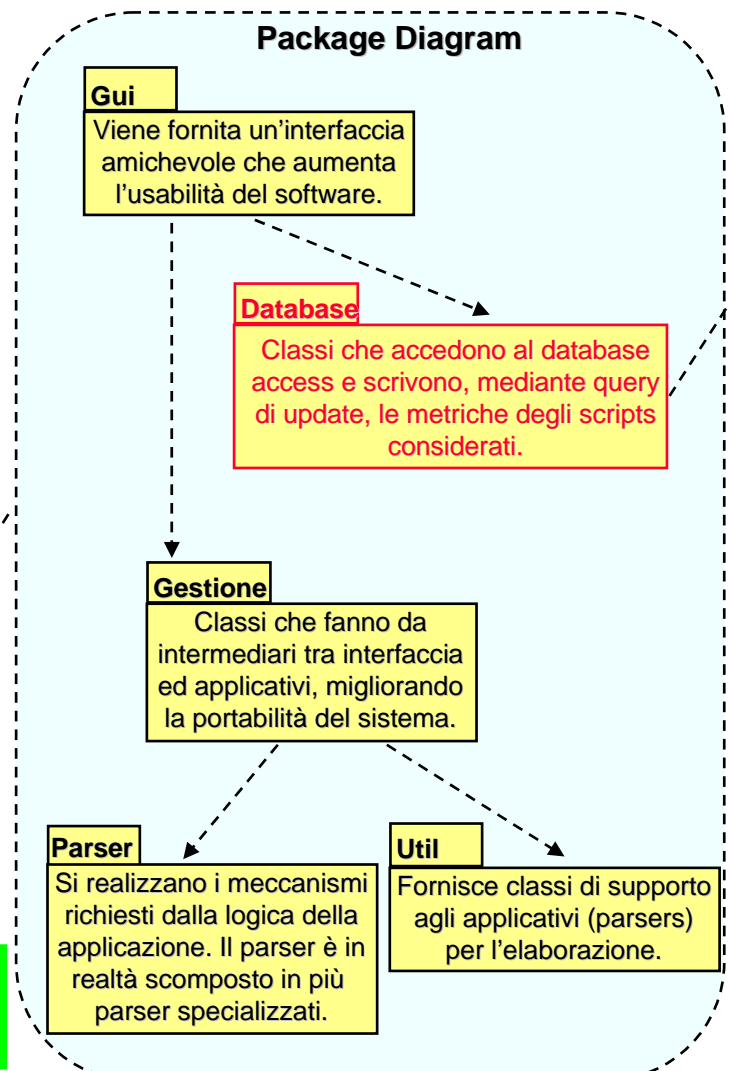 Package Diagram
Gui
Viene fornita un’interfaccia
amichevole che aumenta
l’usabilità del software.
Database
Classi che accedono al database
access e scrivono, mediante query
di update, le metriche degli scripts
considerati.
Gestione
Classi che fanno da
intermediari tra interfaccia
ed applicativi, migliorando
la portabilità del sistema.
Parser
Si realizzano i meccanismi
richiesti dalla logica della
applicazione. Il parser è in
realtà scomposto in più
parser specializzati.
Util
Fornisce classi di supporto
agli applicativi (parsers)
per l’elaborazione.